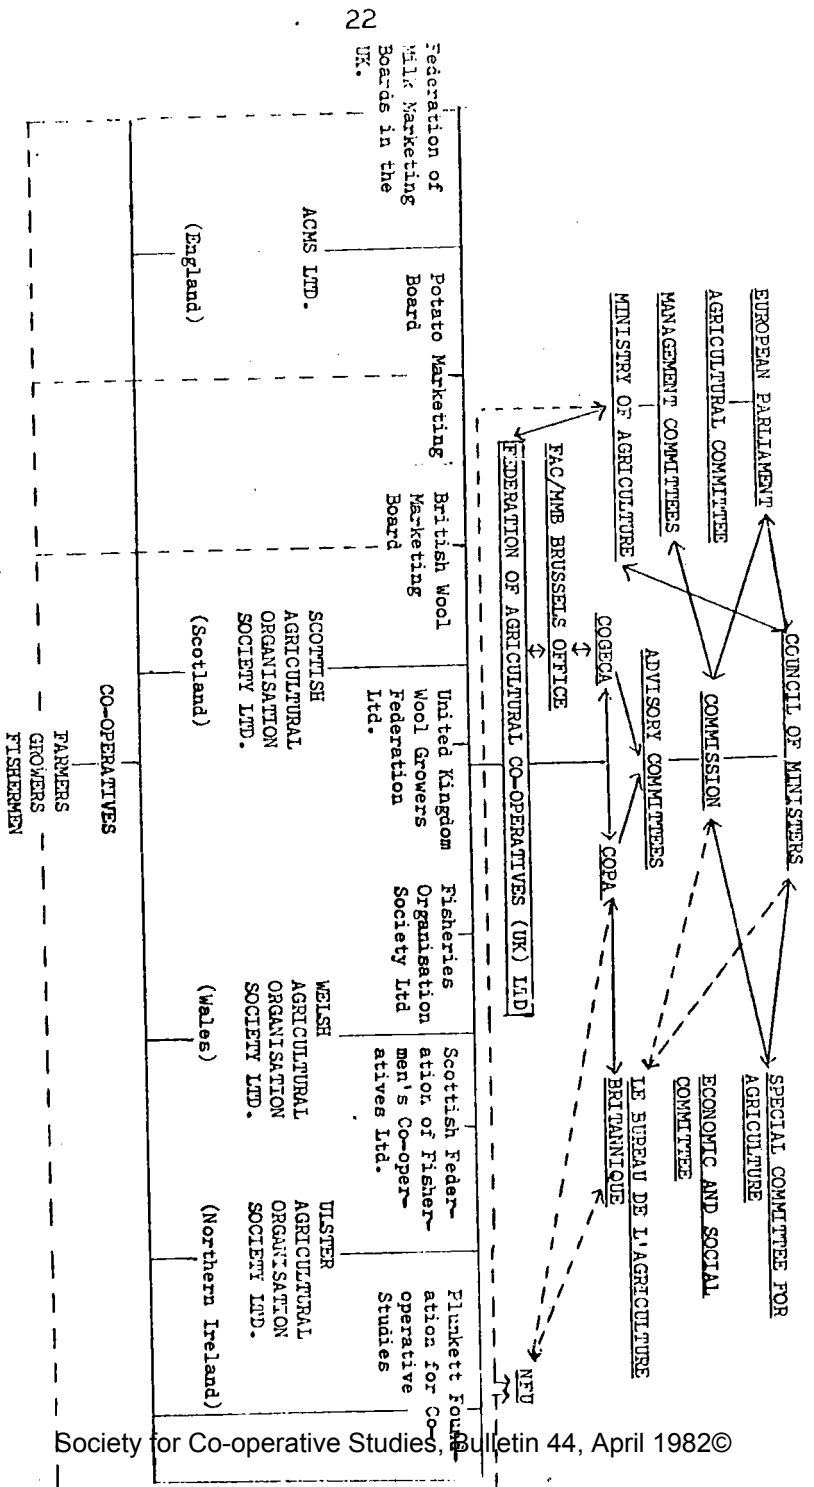 22
COUNCIL OF MINISTERS
EUROPEAN PARLIAMENT
SPECIAL COMMITTEE FOR
AGRICULTURE
AGRICULTURAL COMMITTEE
COMMISSION
ECONOMIC AND SOCIAL
COMMITTEE
MANAGEMENT COMMITTEES
ADVISORY COMMITTEES
LE BUREAU DE L'AGRICULTURE
BRITANNIQUE
MINISTRY OF AGRICULTURE
COGECA
COPA
FAC/MMB BRUSSELS OFFICE
NFU
FEDERATION OF AGRICULTURAL CO-OPERATIVES (UK) LTD
Federation of
Milk Marketing
Boards in the
UK.
Potato Marketing
Board
British Wool
Marketing
Board
United Kingdom
Wool Growers
Federation
Ltd.
Fisheries
Organisation
Society Ltd
Scottish Feder-
ation of Fisher-
men's Co-oper-
atives Ltd.
Plunkett Found-
ation for Co-
operative
Studies
ACMS LTD.
(England)
SCOTTISH
AGRICULTURAL
ORGANISATION
SOCIETY LTD.
(Scotland)
WELSH
AGRICULTURAL
ORGANISATION
SOCIETY LTD.
(Wales)
ULSTER
AGRICULTURAL
ORGANISATION
SOCIETY LTD.
(Northern Ireland)
CO-OPERATIVES
FARMERS
GROWERS
FISHERMEN
Society for Co-operative Studies, Bulletin 44, April 1982©